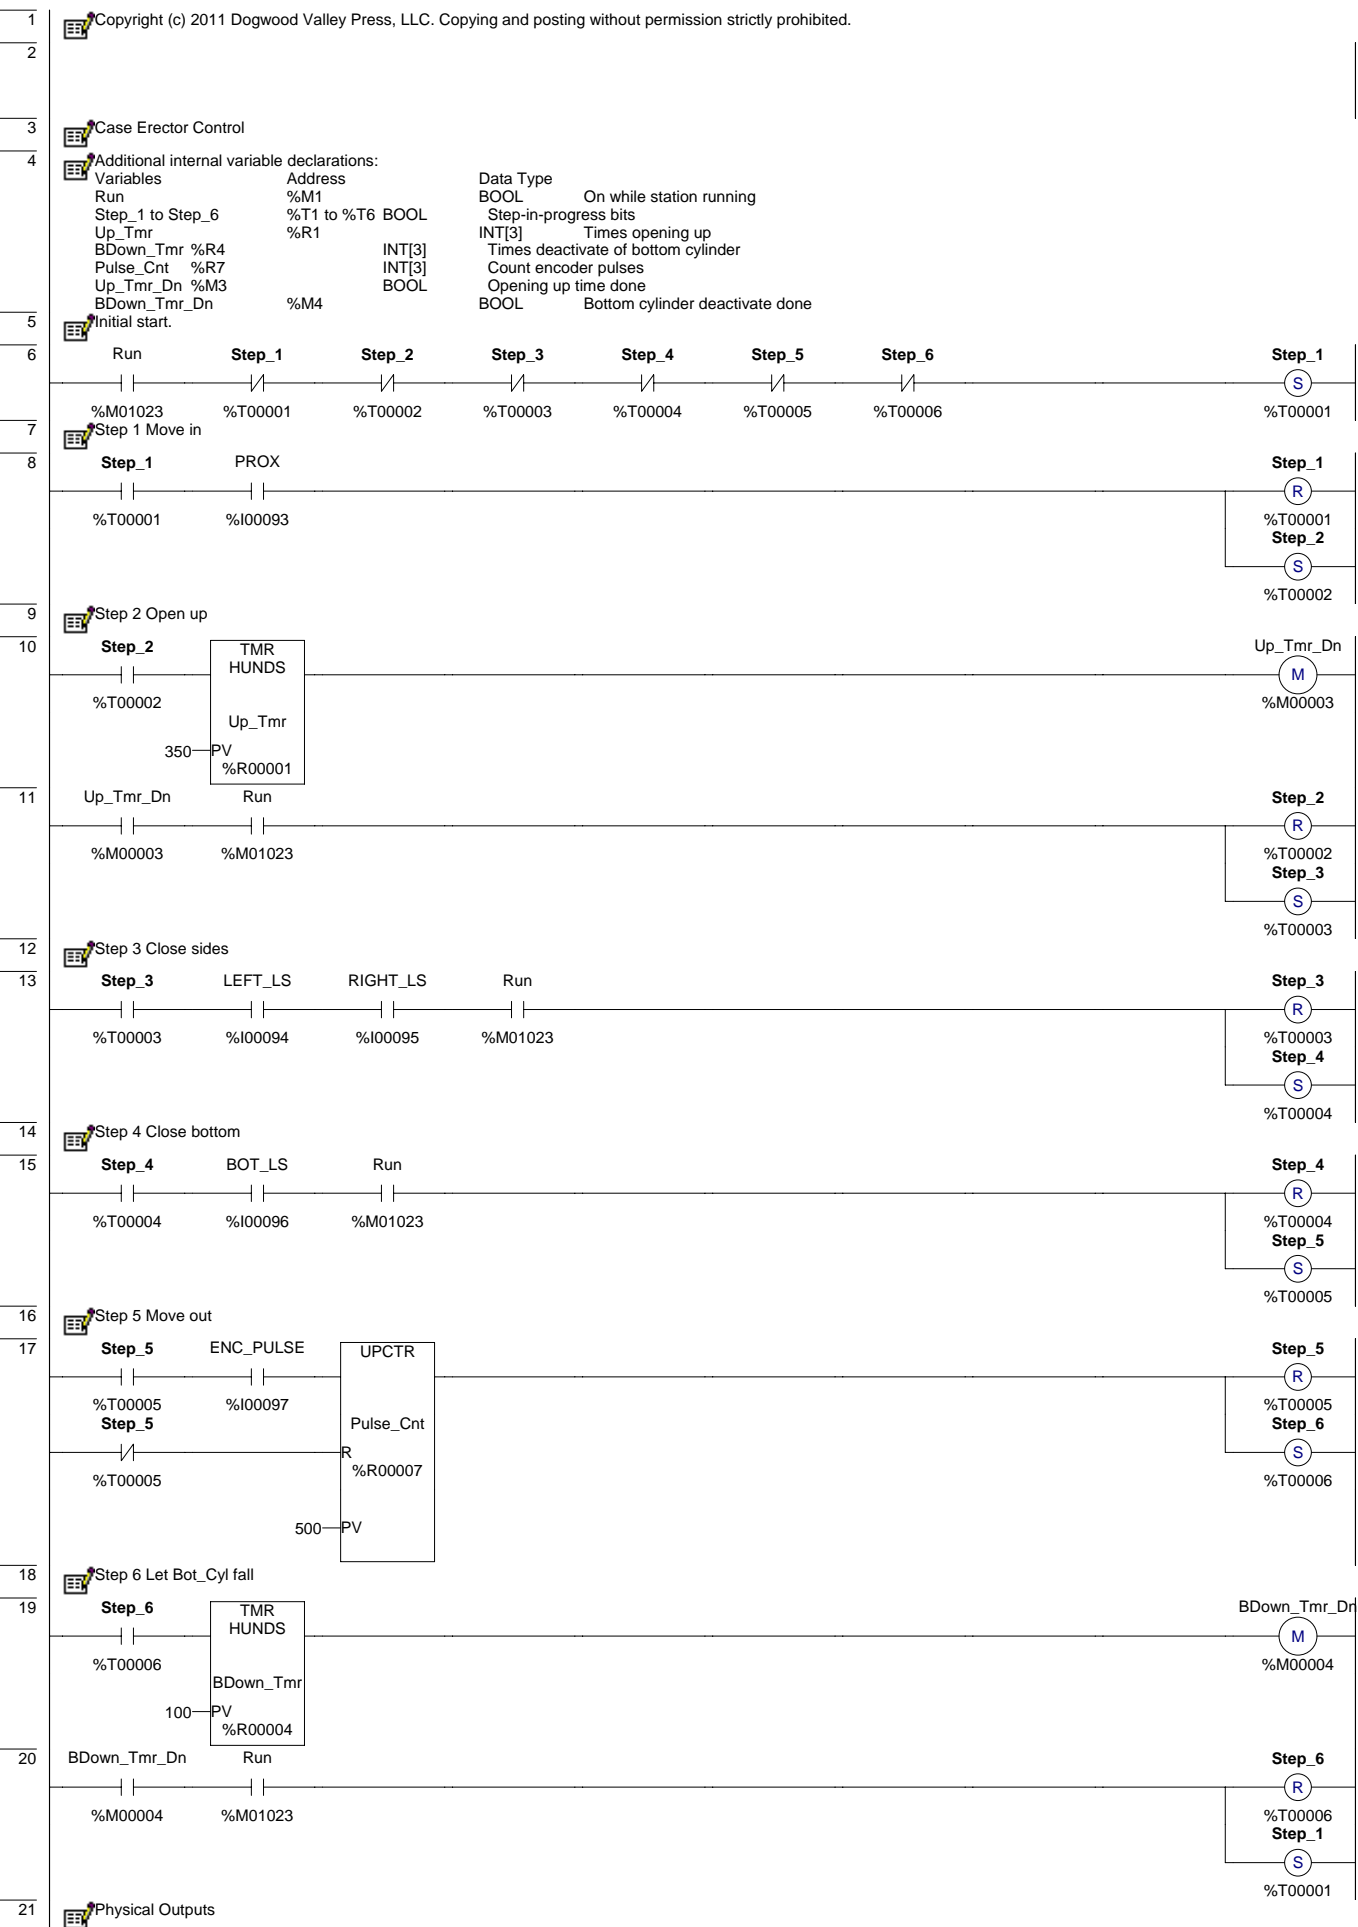 1 Copyright (c) 2011 Dogwood Valley Press, LLC. Copying and posting without permission strictly prohibited.
2
3 Case Erector Control
4 Additional internal variable declarations:
Variables Address Data Type
Run %M1 BOOL On while station running
Step_1 to Step_6 %T1 to %T6 BOOL Step-in-progress bits
Up_Tmr %R1 INT[3] Times opening up
BDown_Tmr %R4 INT[3] Times deactivate of bottom cylinder
Pulse_Cnt %R7 INT[3] Count encoder pulses
Up_Tmr_Dn %M3 BOOL Opening up time done
BDown_Tmr_Dn %M4 BOOL Bottom cylinder deactivate done
5 Initial start.
6 Run Step_1 Step_2 Step_3 Step_4 Step_5 Step_6 Step_1
S
%M01023 %T00001 %T00002 %T00003 %T00004 %T00005 %T00006 %T00001
7 Step 1 Move in
8 Step_1 PROX Step_1
R
%T00001 %I00093 %T00001
Step_2
S
%T00002
9 Step 2 Open up
10 Step_2 TMR Up_Tmr_Dn
HUNDS M
%T00002 %M00003
Up_Tmr
350 PV
%R00001
11 Up_Tmr_Dn Run Step_2
R
%M00003 %M01023 %T00002
Step_3
S
%T00003
12 Step 3 Close sides
13 Step_3 LEFT_LS RIGHT_LS Run Step_3
R
%T00003 %I00094 %I00095 %M01023 %T00003
Step_4
S
%T00004
14 Step 4 Close bottom
15 Step_4 BOT_LS Run Step_4
R
%T00004 %I00096 %M01023 %T00004
Step_5
S
%T00005
16 Step 5 Move out
17 Step_5 ENC_PULSE UPCTR Step_5
R
%T00005 %I00097 %T00005
Step_5 Pulse_Cnt Step_6
R S
%R00007
%T00005 %T00006
500 PV
18 Step 6 Let Bot_Cyl fall
19 Step_6 TMR BDown_Tmr_Dn
HUNDS M
%T00006 %M00004
BDown_Tmr
100 PV
%R00004
20 BDown_Tmr_Dn Run Step_6
R
%M00004 %M01023 %T00006
Step_1
S
%T00001
21 Physical Outputs